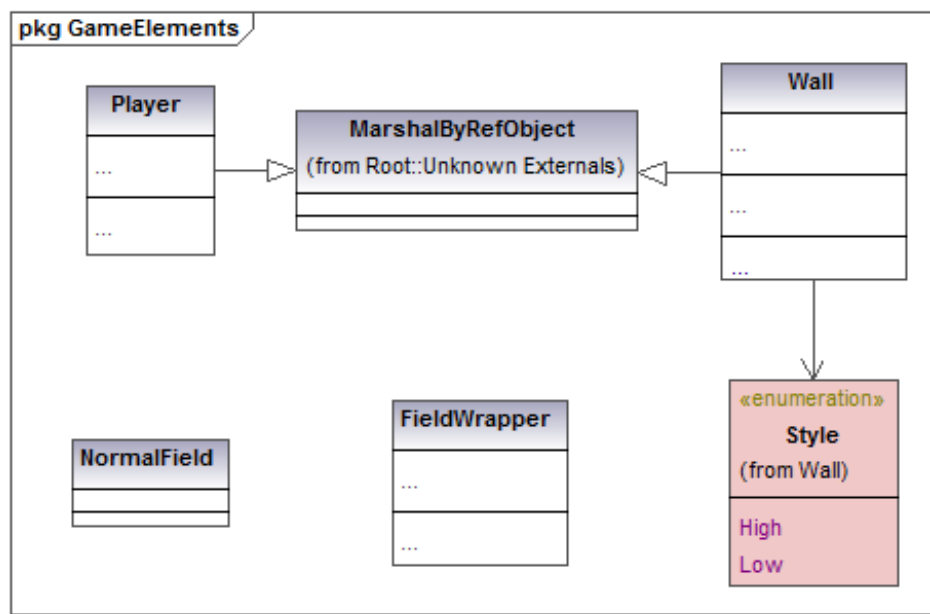 pkg GameElements
Player
...
...
MarshalByRefObject
(from Root::Unknown Externals)
Wall
...
...
...
NormalField
FieldWrapper
...
...
«enumeration»
Style
(from Wall)
High
Low